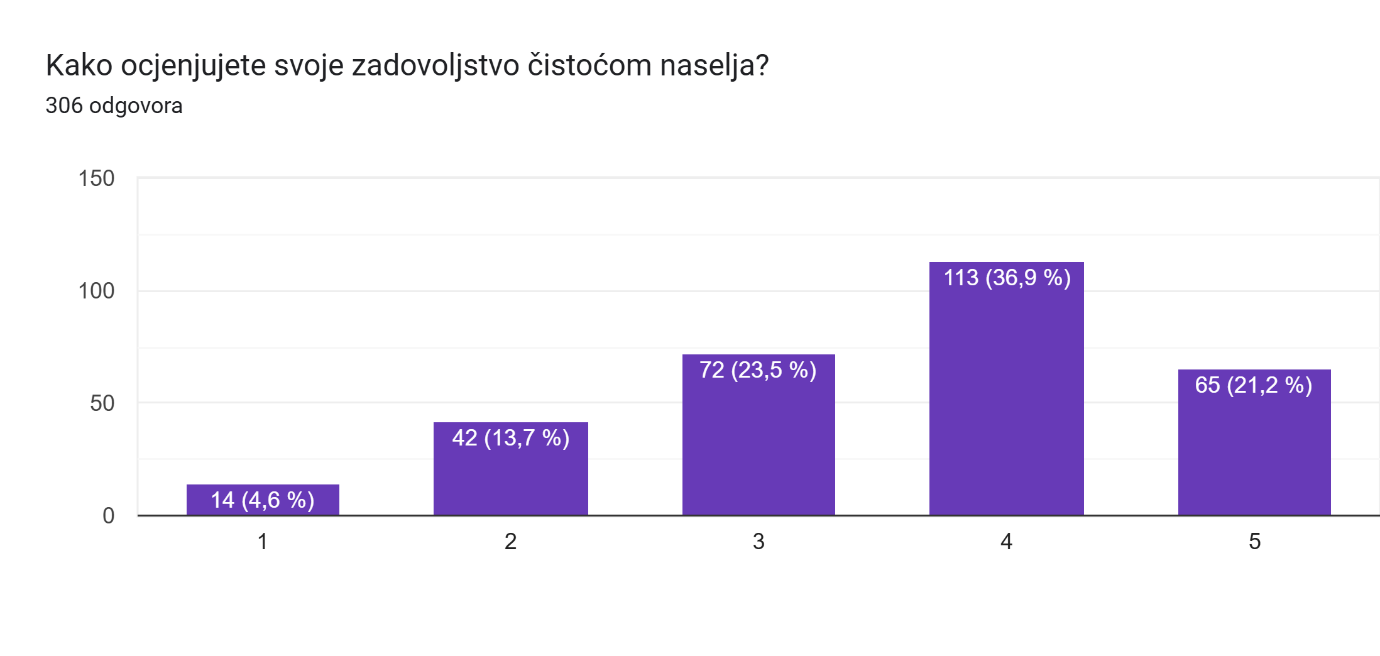 Kako ocjenjujete svoje zadovoljstvo čistoćom naselja?
306 odgovora
150
100
50
0
14 (4,6 %)
42 (13,7 %)
72 (23,5 %)
113 (36,9 %)
65 (21,2 %)
1
2
3
4
5